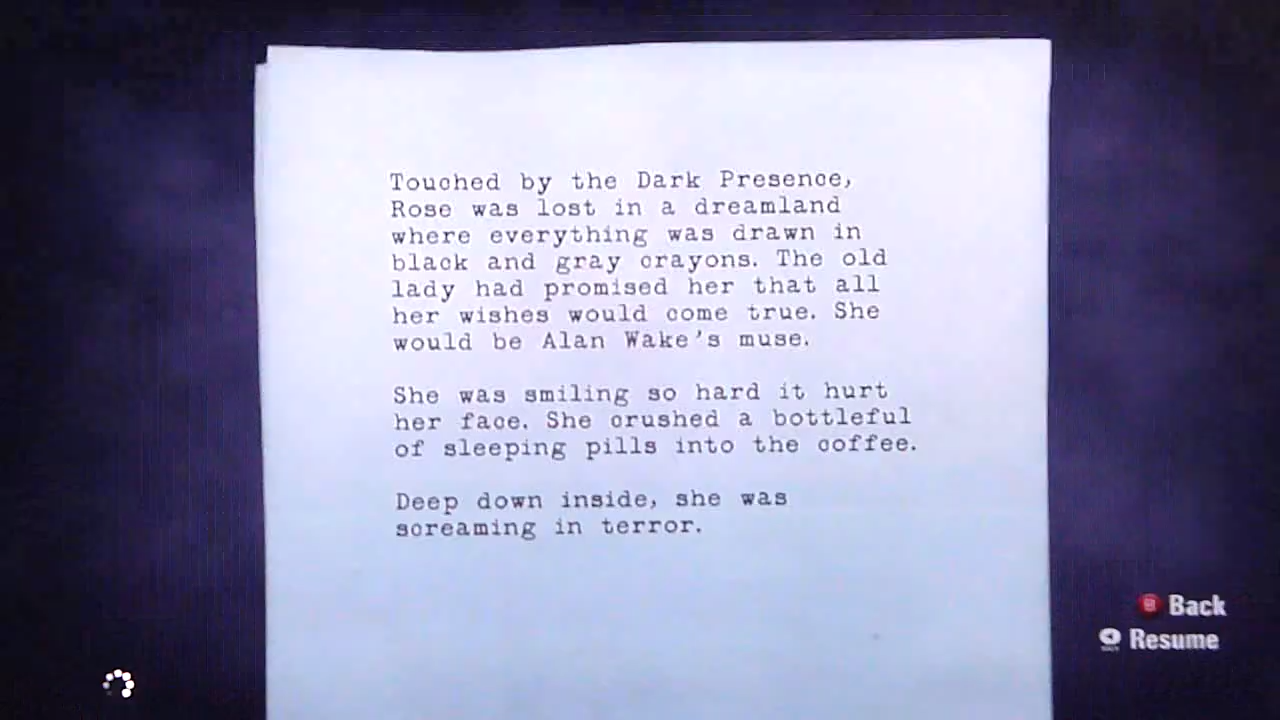 Touched by the Dark Presence,
Rose was lost in a dreamland
where everything was drawn in
black and gray crayons. The old
lady had promised her that all
her wishes would come true. She
would be Alan Wake's muse.
She was smiling so hard it hurt
her face. She crushed a bottleful
of sleeping pills into the coffee.
Deep down inside, she was
screaming in terror.
B Back
Resume